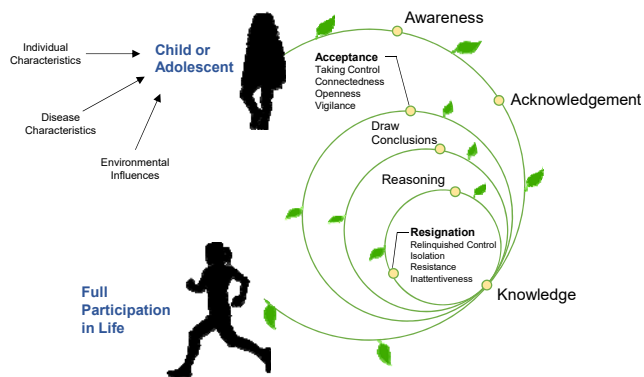 Awareness
Individual
Characteristics
Child or
Adolescent
Acceptance
Taking Control
Connectedness
Openness
Vigilance
Acknowledgement
Disease
Characteristics
Draw
Conclusions
Environmental
Influences
Reasoning
Resignation
Relinquished Control
Isolation
Resistance
Inattentiveness
Knowledge
Full
Participation
in Life